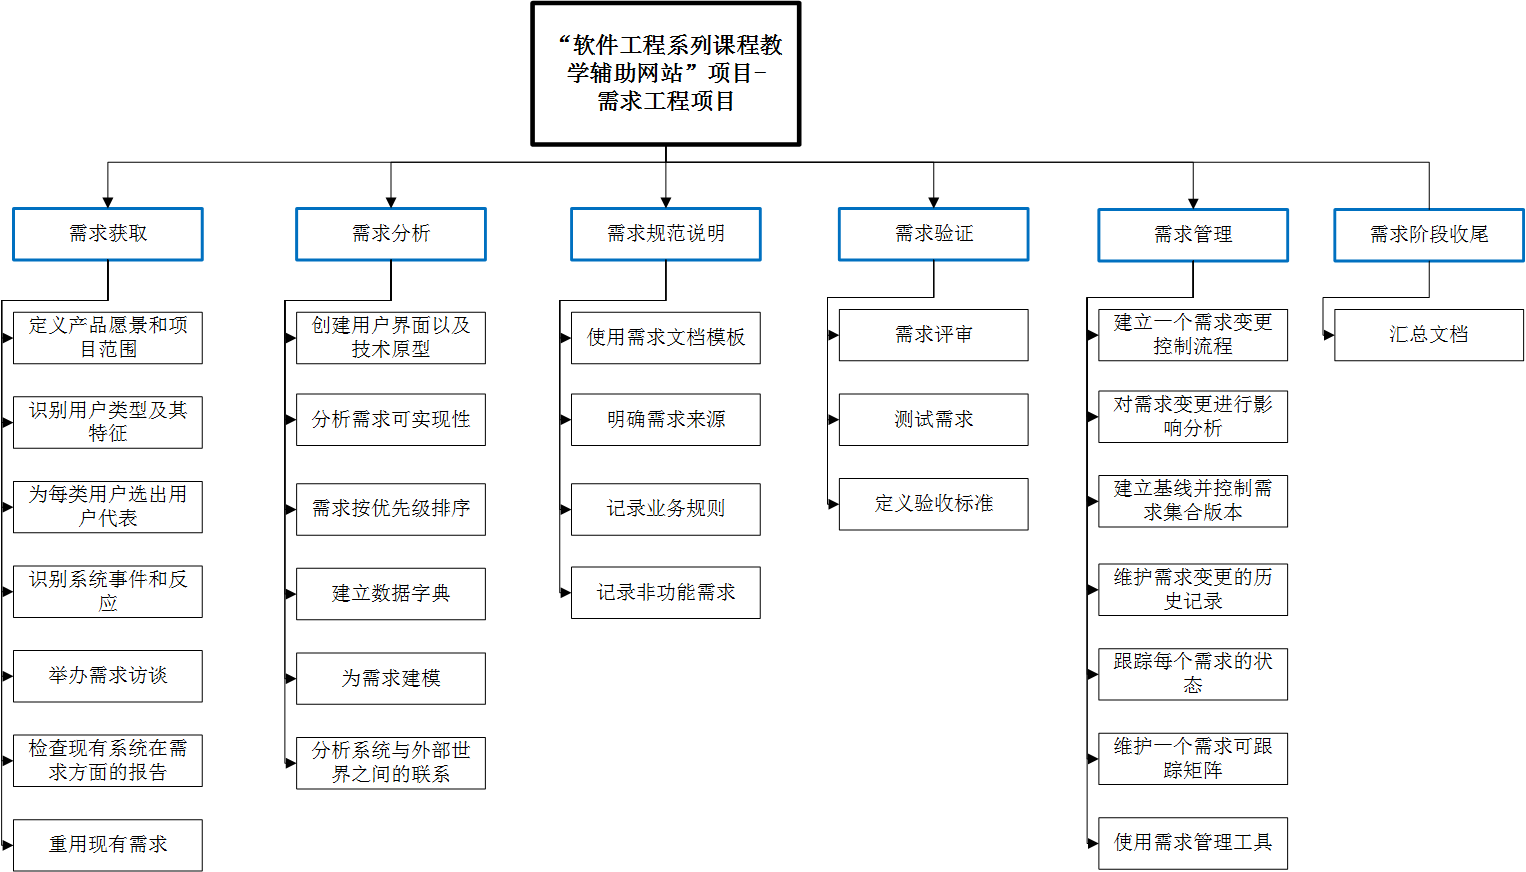 “软件工程系列课程教
学辅助网站”项目-
需求工程项目
需求获取
需求分析
需求规范说明
需求验证
需求管理
需求阶段收尾
定义产品愿景和项
目范围
识别用户类型及其
特征
为每类用户选出用
户代表
识别系统事件和反
应
举办需求访谈
检查现有系统在需
求方面的报告
重用现有需求
创建用户界面以及
技术原型
分析需求可实现性
需求按优先级排序
建立数据字典
为需求建模
分析系统与外部世
界之间的联系
使用需求文档模板
明确需求来源
记录业务规则
记录非功能需求
需求评审
测试需求
定义验收标准
建立一个需求变更
控制流程
对需求变更进行影
响分析
建立基线并控制需
求集合版本
维护需求变更的历
史记录
跟踪每个需求的状
态
维护一个需求可跟
踪矩阵
使用需求管理工具
汇总文档